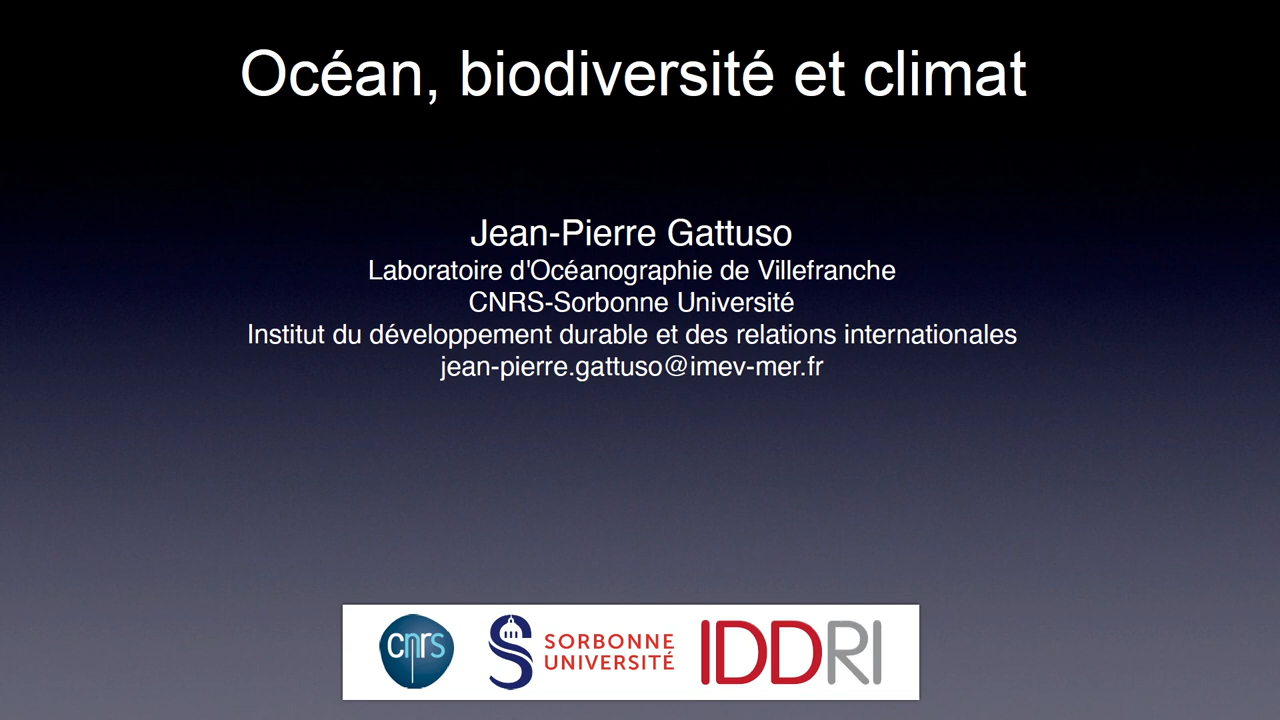 Océan, biodiversité et climat
Jean-Pierre Gattuso
Laboratoire d'Océanographie de Villefranche
CNRS-Sorbonne Université
Institut du développement durable et des relations internationales
jean-pierre.gattuso@imev-mer.fr
cnrs
SORBONNE
UNIVERSITÉ
IDDRI